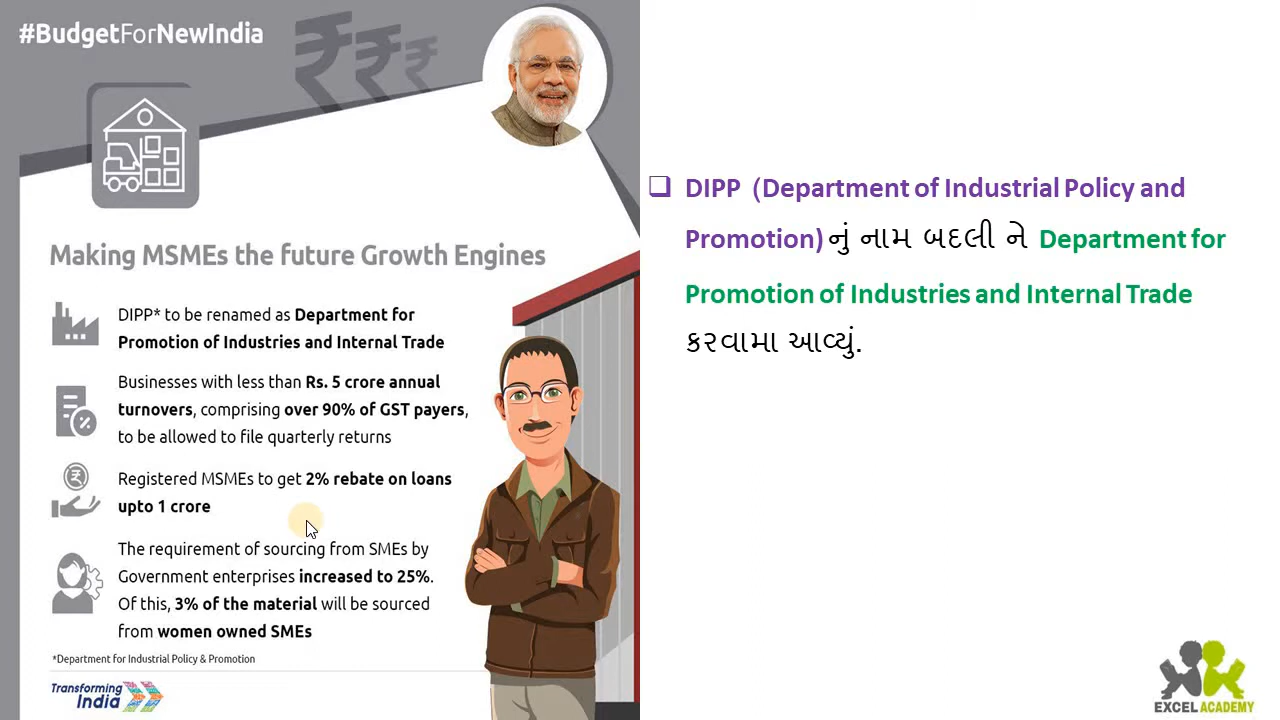 #BudgetForNewIndia
Making MSMEs the future Growth Engines
DIPP* to be renamed as Department for
Promotion of Industries and Internal Trade
Businesses with less than Rs. 5 crore annual
turnovers, comprising over 90% of GST payers,
to be allowed to file quarterly returns
Registered MSMEs to get 2% rebate on loans
upto 1 crore
The requirement of sourcing from SMEs by
Government enterprises increased to 25%.
Of this, 3% of the material will be sourced
from women owned SMEs
*Department for Industrial Policy & Promotion
Transforming
India
❑ DIPP (Department of Industrial Policy and
Promotion) નું નામ બદલી ને Department for
Promotion of Industries and Internal Trade
કરવામા આવ્યું.
EXCEL ACADEMY